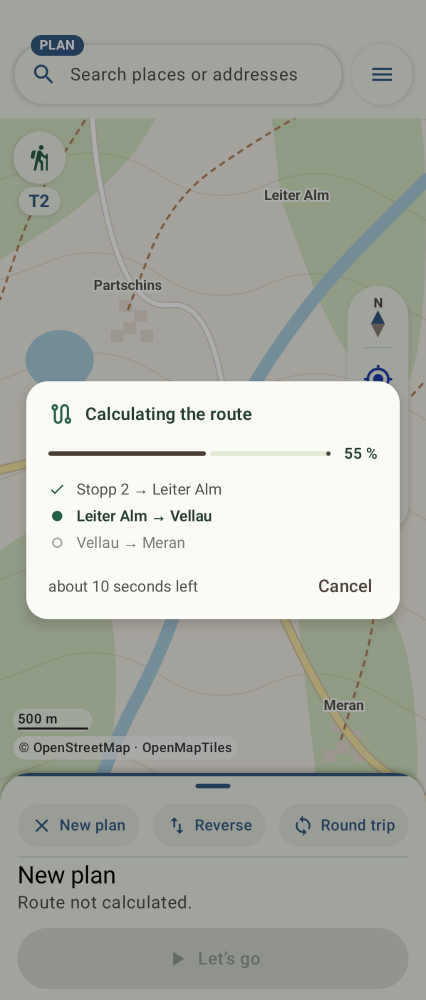 PLAN
Search places or addresses
T2
Leiter Alm
Partschins
N
Calculating the route
55 %
Stopp 2 → Leiter Alm
Leiter Alm → Vellau
Vellau → Meran
about 10 seconds left
Cancel
Meran
500 m
© OpenStreetMap · OpenMapTiles
New plan
Reverse
Round trip
New plan
Route not calculated.
Let's go